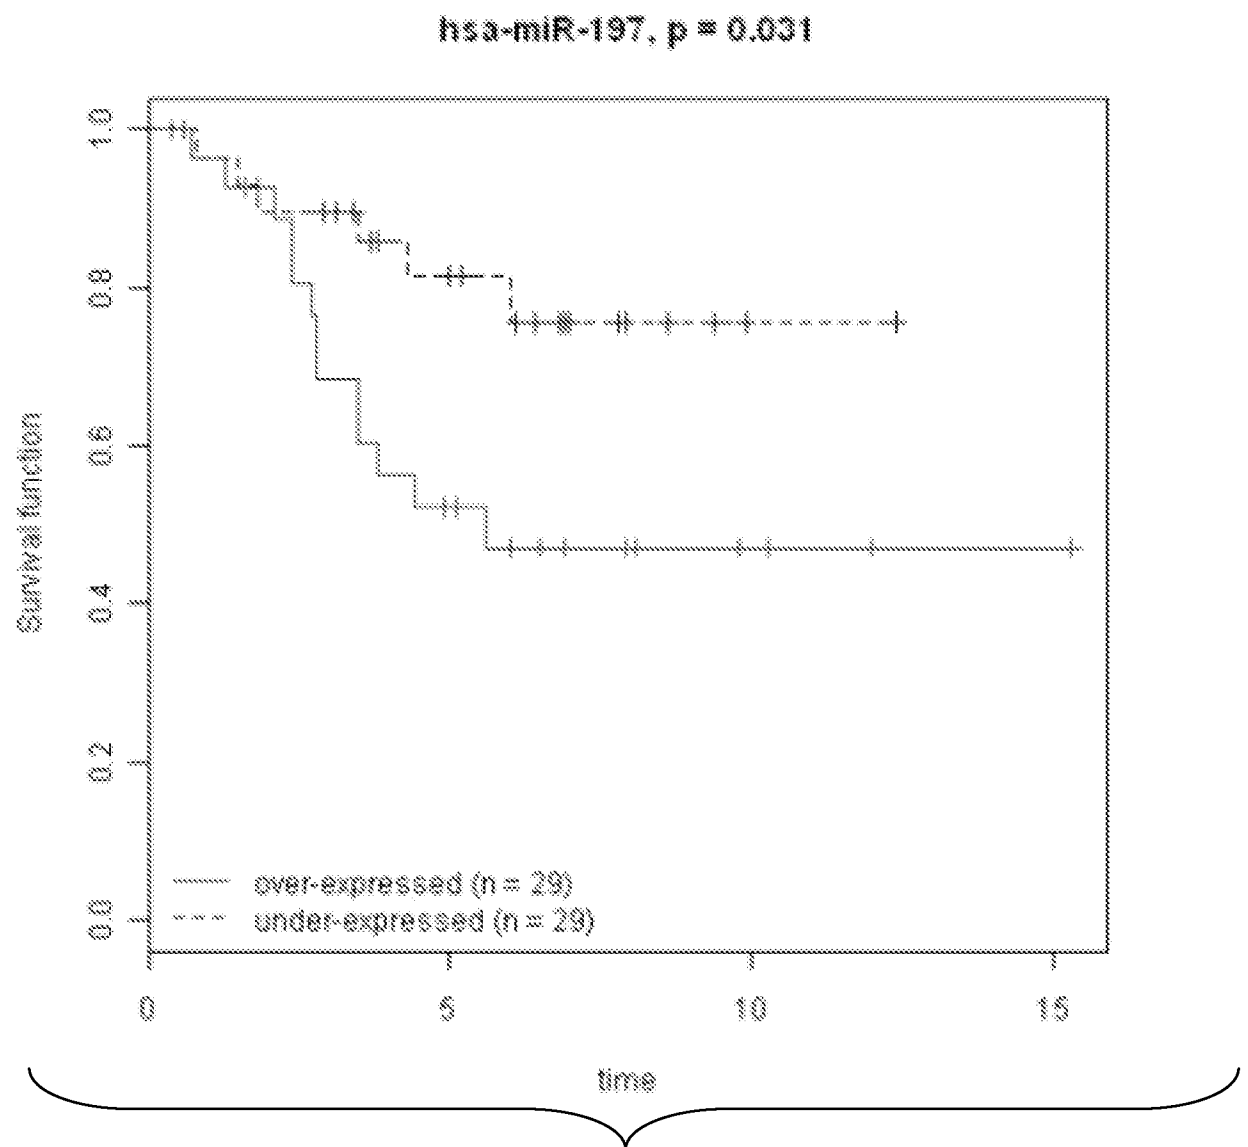 hsa-miR-197, p = 0.031
Survival function
1.0
0.8
0.6
0.4
0.2
0.0
over-expressed (n = 29)
under-expressed (n = 29)
0 5 10 15
time